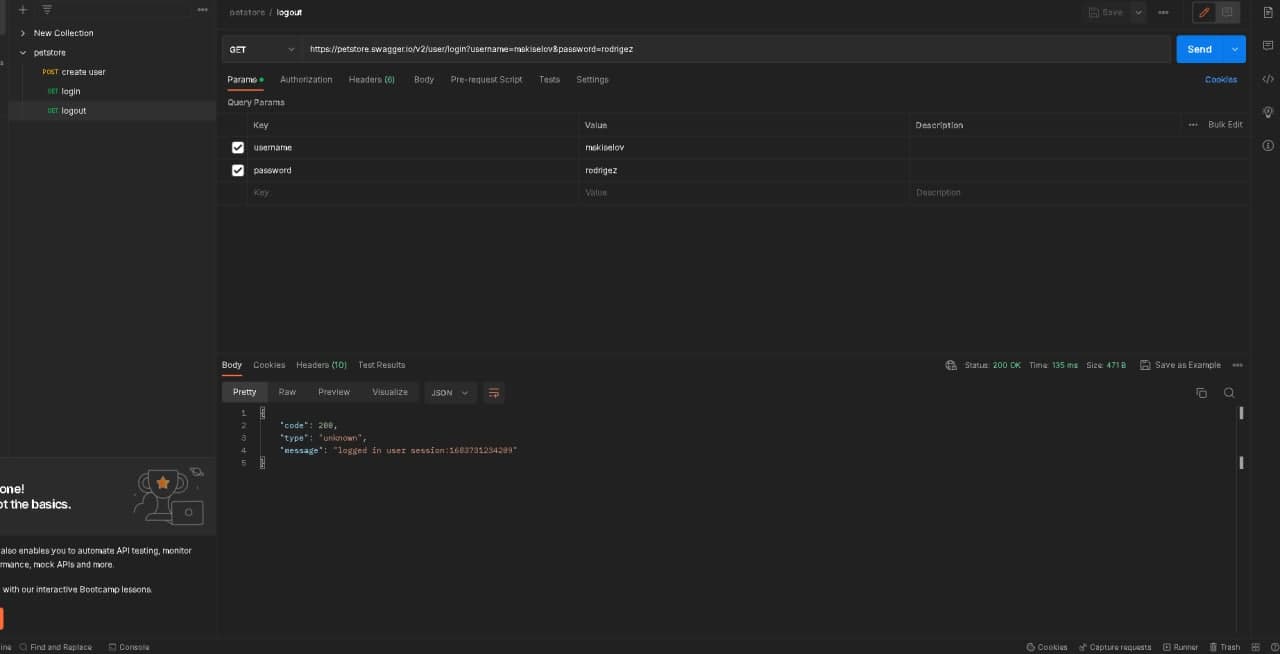 petstore / logout
Save
New Collection
petstore
POST create user
GET login
GET logout
GET
https://petstore.swagger.io/v2/user/login?username=makiselov&password=rodrigez
Send
Params
Authorization
Headers (6)
Body
Pre-request Script
Tests
Settings
Cookies
Query Params
Key
Value
Description
Bulk Edit
username
makiselov
password
rodrigez
Key
Value
Description
Body
Cookies
Headers (10)
Test Results
Status: 200 OK
Time: 135 ms
Size: 471 B
Save as Example
Pretty
Raw
Preview
Visualize
JSON
1 {
2 "code": 200,
3 "type": "unknown",
4 "message": "logged in user session:1683731234289"
5 }
one!
ot the basics.
also enables you to automate API testing, monitor
rmance, mock APIs and more.
with our interactive Bootcamp lessons.
ine
Find and Replace
Console
Cookies
Capture requests
Runner
Trash